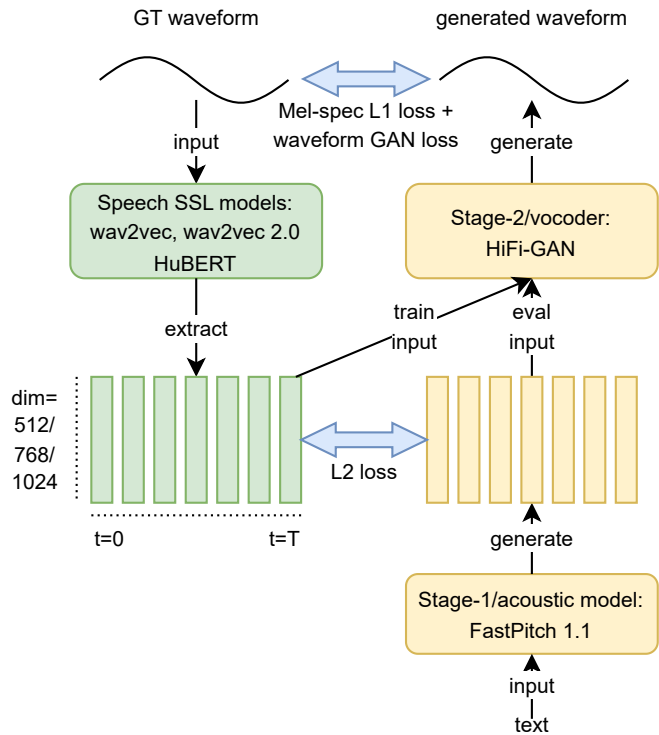 GT waveform
generated waveform
Mel-spec L1 loss +
waveform GAN loss
input
generate
Speech SSL models:
wav2vec, wav2vec 2.0
HuBERT
Stage-2/vocoder:
HiFi-GAN
extract
train
input
eval
input
dim=
512/
768/
1024
L2 loss
t=0
t=T
generate
Stage-1/acoustic model:
FastPitch 1.1
input
text